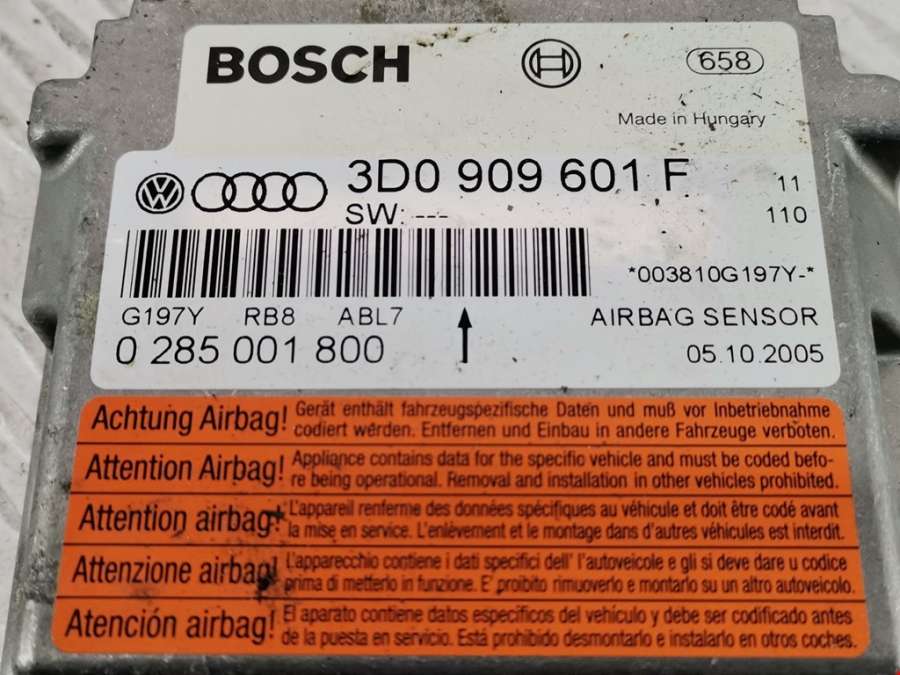 BOSCH
658
Made in Hungary
3D0 909 601 F
11
SW: ---
110
*003810G197Y-*
G197Y RB8 ABL7
AIRBAG SENSOR
0 285 001 800
05.10.2005
Achtung Airbag!
Gerät enthält fahrzeugspezifische Daten und muß vor Inbetriebnahme
codiert werden. Entfernen und Einbau in andere Fahrzeuge verboten.
Attention Airbag!
Appliance contains data for the specific vehicle and must be coded befo-
re being operational. Removal and installation in other vehicles prohibited.
Attention airbag!
L'appareil renferme des données spécifiques au véhicule et doit être codé avant
la mise en service. L'enlèvement et le montage dans d'autres véhicules est interdit.
Attenzione airbag!
L'apparecchio contiene i dati specifici dell' l'autoveicole e gli si deve dare u codice
prima di metterlo in funzione. E' proibito rimuoverlo e montarlo su un altro autoveicolo.
Atención airbag!
El aparato contiene datos específicos del vehículo y debe ser codificado antes
de la puesta en servicio. Está prohibido desmontarlo e instalarlo en otros coches.